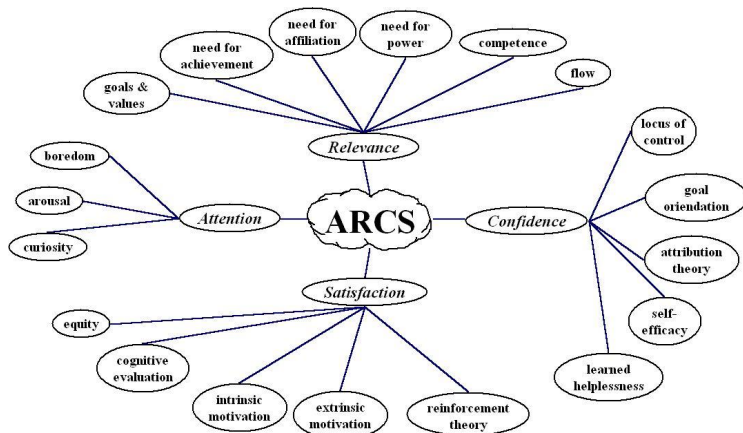 need for
affiliation
need for
power
need for
achievement
competence
flow
goals &
values
Relevance
locus of
control
boredom
arousal
curiosity
Attention
ARCS
Confidence
goal
oriendation
attribution
theory
self-
efficacy
learned
helplessness
Satisfaction
equity
cognitive
evaluation
intrinsic
motivation
extrinsic
motivation
reinforcement
theory